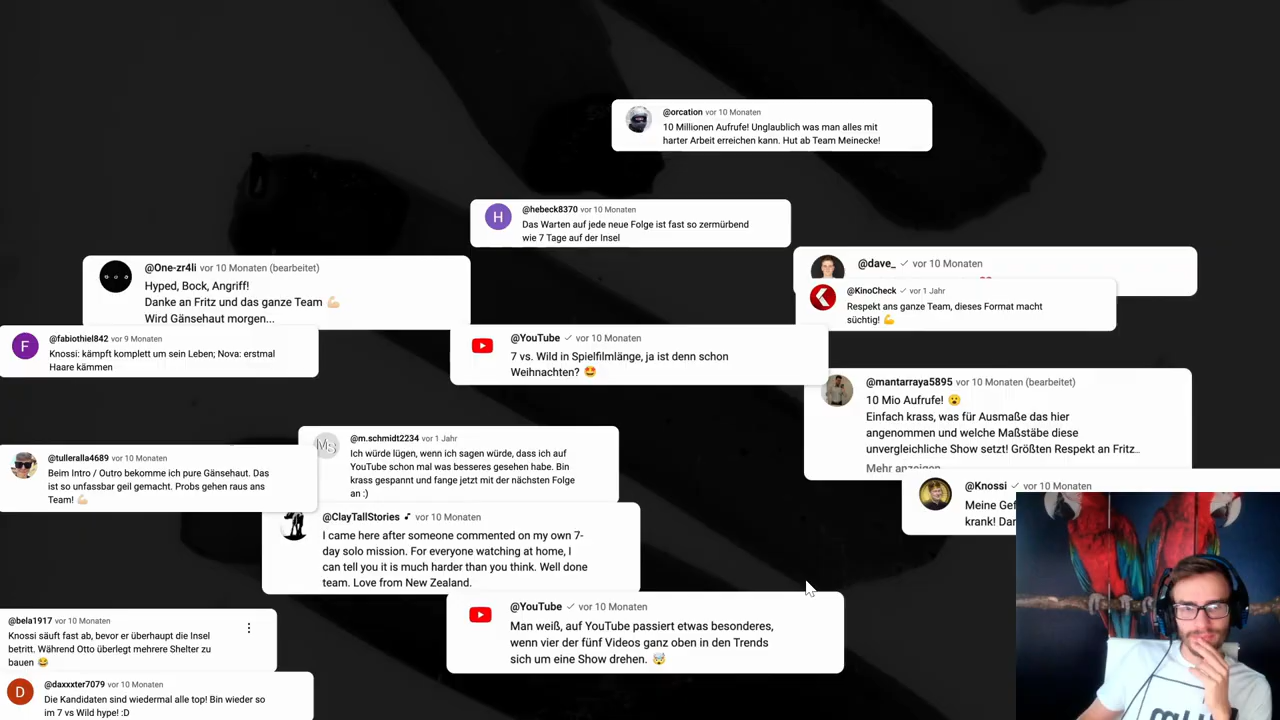 @orcation vor 10 Monaten
10 Millionen Aufrufe! Unglaublich was man alles mit
harter Arbeit erreichen kann. Hut ab Team Meinecke!
H
@hebeck8370 vor 10 Monaten
Das Warten auf jede neue Folge ist fast so zermürbend
wie 7 Tage auf der Insel
@One-zr4li vor 10 Monaten (bearbeitet)
Hyped, Bock, Angriff!
Danke an Fritz und das ganze Team 💪🏻
Wird Gänsehaut morgen...
@dave_ ✓ vor 10 Monaten
@KinoCheck ✓ vor 1 Jahr
Respekt ans ganze Team, dieses Format macht
süchtig! 💪
F
@fabiothiel842 vor 9 Monaten
Knossi: kämpft komplett um sein Leben; Nova: erstmal
Haare kämmen
@YouTube ✓ vor 10 Monaten
7 vs. Wild in Spielfilmlänge, ja ist denn schon
Weihnachten? 🤩
@mantarraya5895 vor 10 Monaten (bearbeitet)
10 Mio Aufrufe! 😮
Einfach krass, was für Ausmaße das hier
angenommen und welche Maßstäbe diese
unvergleichliche Show setzt! Größten Respekt an Fritz..
Mehr anzeigen
@m.schmidt2234 vor 1 Jahr
Ich würde lügen, wenn ich sagen würde, dass ich auf
YouTube schon mal was besseres gesehen habe. Bin
krass gespannt und fange jetzt mit der nächsten Folge
an :)
@tulleralla4689 vor 10 Monaten
Beim Intro / Outro bekomme ich pure Gänsehaut. Das
ist so unfassbar geil gemacht. Probs gehen raus ans
Team! 💪🏻
@Knossi ✓ vor 10 Monaten
Meine
krank!
@ClayTallStories ♪ vor 10 Monaten
I came here after someone commented on my own 7-
day solo mission. For everyone watching at home, I
can tell you it is much harder than you think. Well done
team. Love from New Zealand.
@YouTube ✓ vor 10 Monaten
Man weiß, auf YouTube passiert etwas besonderes,
wenn vier der fünf Videos ganz oben in den Trends
sich um eine Show drehen. 🤯
@bela1917 vor 10 Monaten
Knossi säuft fast ab, bevor er überhaupt die Insel
betritt. Während Otto überlegt mehrere Shelter zu
bauen 😂
D
@daxxxter7079 vor 10 Monaten
Die Kandidaten sind wiedermal alle top! Bin wieder so
im 7 vs Wild hype! :D